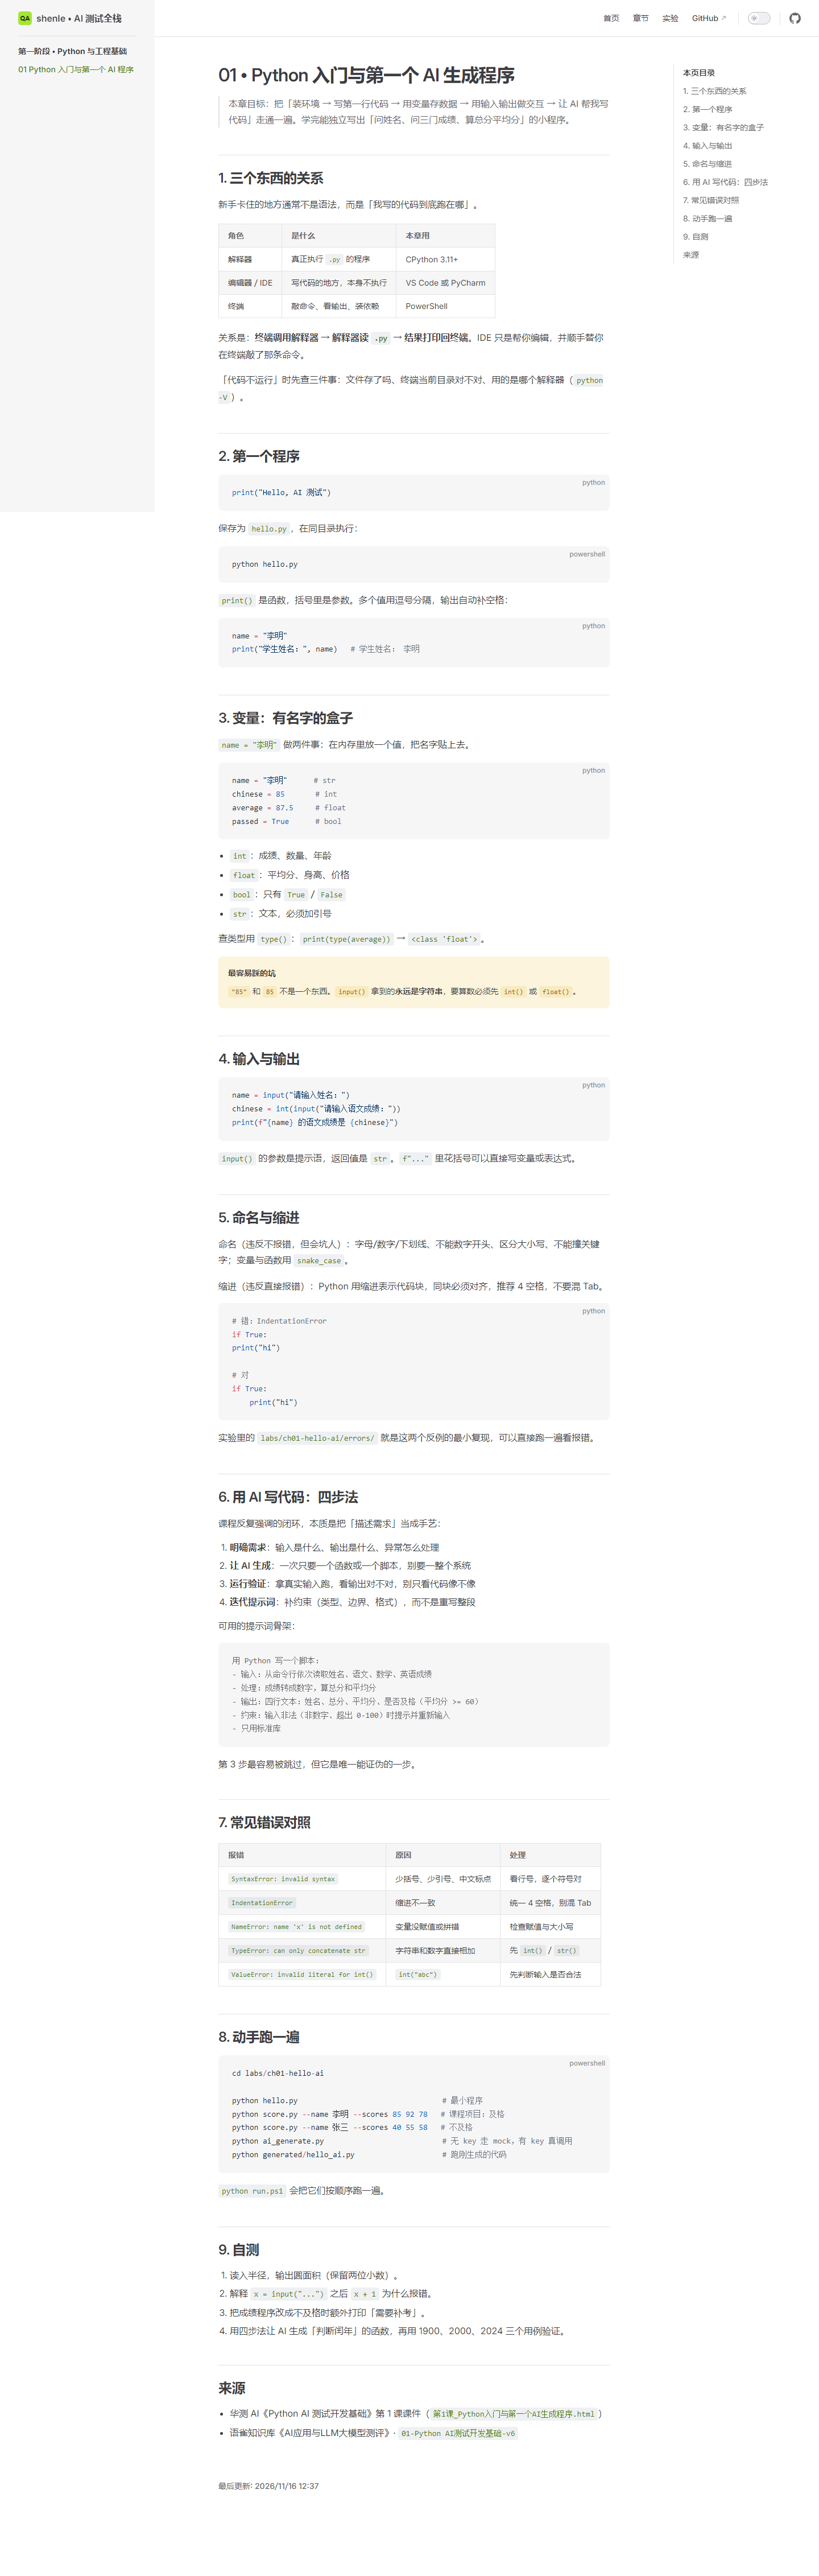 QA shenle • AI 测试全栈
首页 章节 实验 GitHub ↗
第一阶段 • Python 与工程基础
01 Python 入门与第一个 AI 程序
01 • Python 入门与第一个 AI 生成程序
本章目标：把「装环境 → 写第一行代码 → 用变量存数据 → 用输入输出做交互 → 让 AI 帮我写
代码」走通一遍。学完能独立写出「问姓名、问三门成绩、算总分平均分」的小程序。
本页目录
1. 三个东西的关系
2. 第一个程序
3. 变量：有名字的盒子
4. 输入与输出
5. 命名与缩进
6. 用 AI 写代码：四步法
7. 常见错误对照
8. 动手跑一遍
9. 自测
来源
1. 三个东西的关系
新手卡住的地方通常不是语法，而是「我写的代码到底跑在哪」。
角色 是什么 本章用
解释器 真正执行 .py 的程序 CPython 3.11+
编辑器 / IDE 写代码的地方，本身不执行 VS Code 或 PyCharm
终端 敲命令、看输出、装依赖 PowerShell
关系是：终端调用解释器 → 解释器读 .py → 结果打印回终端。IDE 只是帮你编辑，并顺手替你
在终端敲了那条命令。
「代码不运行」时先查三件事：文件存了吗、终端当前目录对不对、用的是哪个解释器（python
-V）。
2. 第一个程序
python
print("Hello, AI 测试")
保存为 hello.py，在同目录执行：
powershell
python hello.py
print() 是函数，括号里是参数。多个值用逗号分隔，输出自动补空格：
python
name = "李明"
print("学生姓名：", name)   # 学生姓名： 李明
3. 变量：有名字的盒子
name = "李明" 做两件事：在内存里放一个值，把名字贴上去。
python
name = "李明"      # str
chinese = 85       # int
average = 87.5     # float
passed = True      # bool
• int：成绩、数量、年龄
• float：平均分、身高、价格
• bool：只有 True / False
• str：文本，必须加引号
查类型用 type()：print(type(average)) → <class 'float'>。
最容易踩的坑
"85" 和 85 不是一个东西。input() 拿到的永远是字符串，要算数必须先 int() 或 float()。
4. 输入与输出
python
name = input("请输入姓名：")
chinese = int(input("请输入语文成绩："))
print(f"{name} 的语文成绩是 {chinese}")
input() 的参数是提示语，返回值是 str。f"..." 里花括号可以直接写变量或表达式。
5. 命名与缩进
命名（违反不报错，但会坑人）：字母/数字/下划线、不能数字开头、区分大小写、不能撞关键
字；变量与函数用 snake_case。
缩进（违反直接报错）：Python 用缩进表示代码块，同块必须对齐，推荐 4 空格，不要混 Tab。
python
# 错：IndentationError
if True:
print("hi")
# 对
if True:
    print("hi")
实验里的 labs/ch01-hello-ai/errors/ 就是这两个反例的最小复现，可以直接跑一遍看报错。
6. 用 AI 写代码：四步法
课程反复强调的闭环，本质是把「描述需求」当成手艺：
1. 明确需求：输入是什么、输出是什么、异常怎么处理
2. 让 AI 生成：一次只要一个函数或一个脚本，别要一整个系统
3. 运行验证：拿真实输入跑，看输出对不对，别只看代码像不像
4. 迭代提示词：补约束（类型、边界、格式），而不是重写整段
可用的提示词骨架：
用 Python 写一个脚本：
- 输入：从命令行依次读取姓名、语文、数学、英语成绩
- 处理：成绩转成数字，算总分和平均分
- 输出：四行文本：姓名、总分、平均分、是否及格（平均分 >= 60）
- 约束：输入非法（非数字、超出 0-100）时提示并重新输入
- 只用标准库
第 3 步最容易被跳过，但它是唯一能证伪的一步。
7. 常见错误对照
报错 原因 处理
SyntaxError: invalid syntax 少括号、少引号、中文标点 看行号，逐个符号对
IndentationError 缩进不一致 统一 4 空格，别混 Tab
NameError: name 'x' is not defined 变量没赋值或拼错 检查赋值与大小写
TypeError: can only concatenate str 字符串和数字直接相加 先 int() / str()
ValueError: invalid literal for int() int("abc") 先判断输入是否合法
8. 动手跑一遍
powershell
cd labs/ch01-hello-ai
python hello.py                                 # 最小程序
python score.py --name 李明 --scores 85 92 78   # 课程项目：及格
python score.py --name 张三 --scores 40 55 58   # 不及格
python ai_generate.py                           # 无 key 走 mock，有 key 真调用
python generated/hello_ai.py                    # 跑刚生成的代码
python run.ps1 会把它们按顺序跑一遍。
9. 自测
1. 读入半径，输出圆面积（保留两位小数）。
2. 解释 x = input("...") 之后 x + 1 为什么报错。
3. 把成绩程序改成不及格时额外打印「需要补考」。
4. 用四步法让 AI 生成「判断闰年」的函数，再用 1900、2000、2024 三个用例验证。
来源
• 华测 AI《Python AI 测试开发基础》第 1 课课件（第1课_Python入门与第一个AI生成程序.html）
• 语雀知识库《AI应用与LLM大模型测评》· 01-Python AI测试开发基础-v6
最后更新: 2026/11/16 12:37